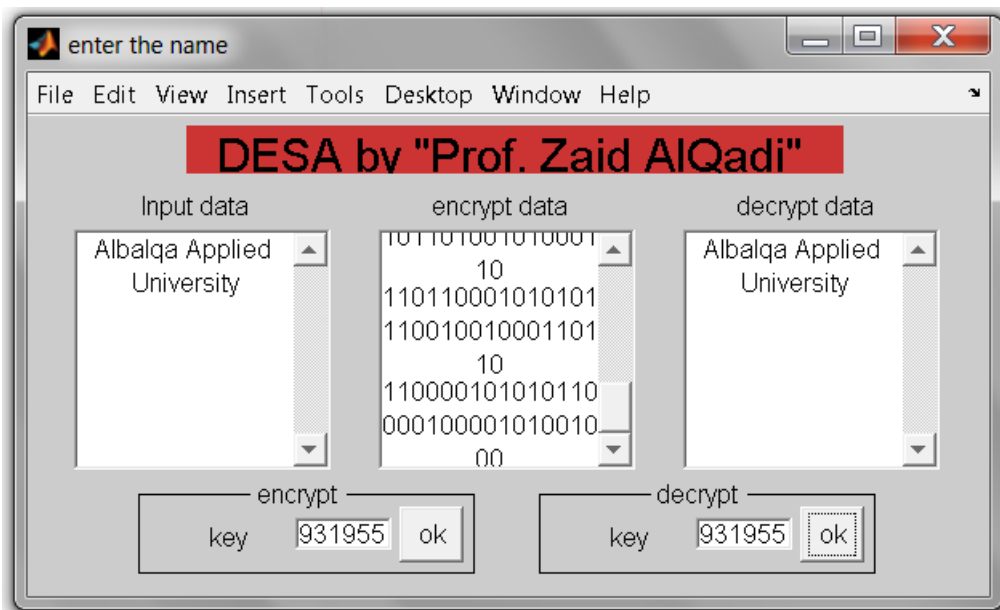 enter the name
File Edit View Insert Tools Desktop Window Help
DESA by "Prof. Zaid AlQadi"
Input data
encrypt data
decrypt data
Albalqa Applied
University
101101001010001
10
110110001010101
110010010001101
10
110000101010110
000100001010010
00
Albalqa Applied
University
encrypt
key 931955 ok
decrypt
key 931955 ok